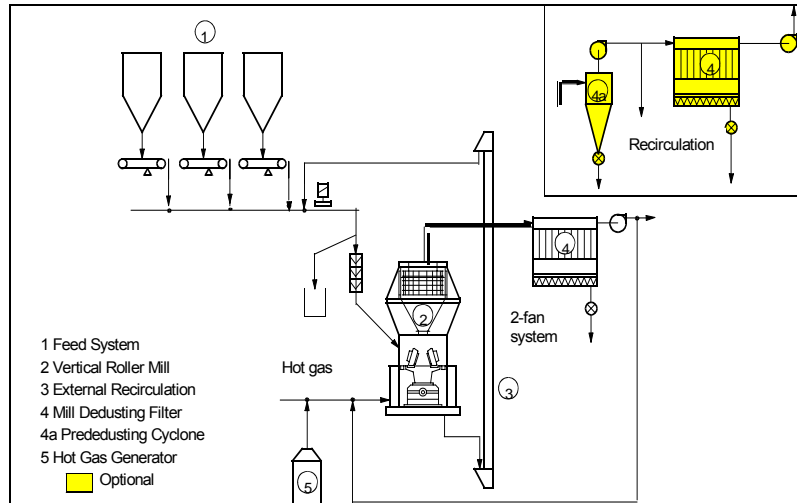 1
4
4a
Recirculation
4
2
2-fan
system
1 Feed System
2 Vertical Roller Mill
3 External Recirculation
4 Mill Dedusting Filter
4a Prededusting Cyclone
5 Hot Gas Generator
Optional
Hot gas
3
5